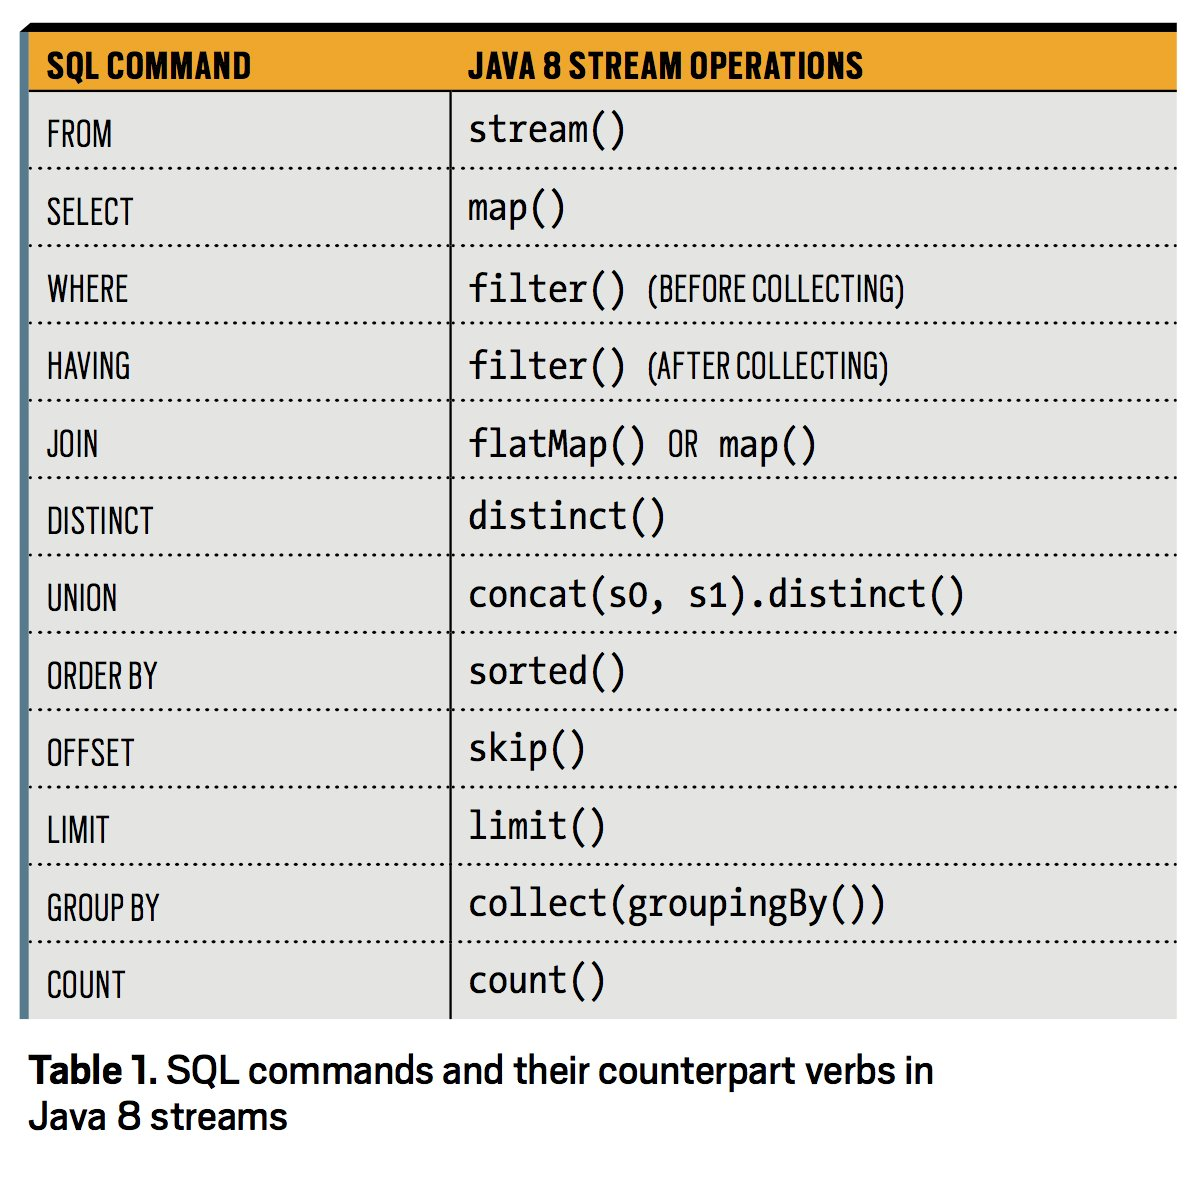 SQL COMMAND JAVA 8 STREAM OPERATIONS
FROM stream()
SELECT map()
WHERE filter() (BEFORE COLLECTING)
HAVING filter() (AFTER COLLECTING)
JOIN flatMap() OR map()
DISTINCT distinct()
UNION concat(s0, s1).distinct()
ORDER BY sorted()
OFFSET skip()
LIMIT limit()
GROUP BY collect(groupingBy())
COUNT count()
Table 1. SQL commands and their counterpart verbs in
Java 8 streams